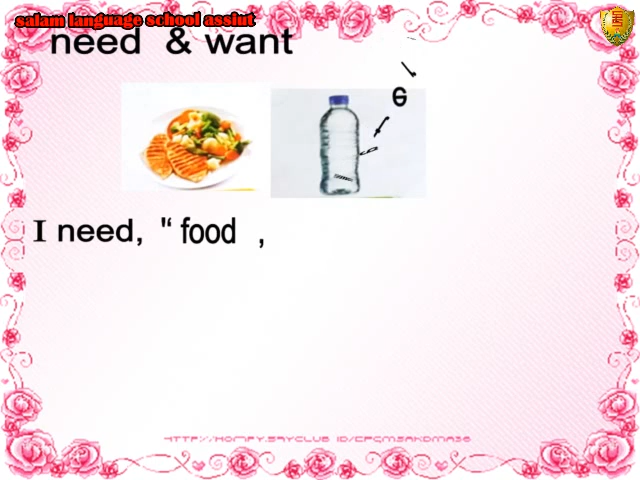 salam language school assiut
need & want
I need, " food ,